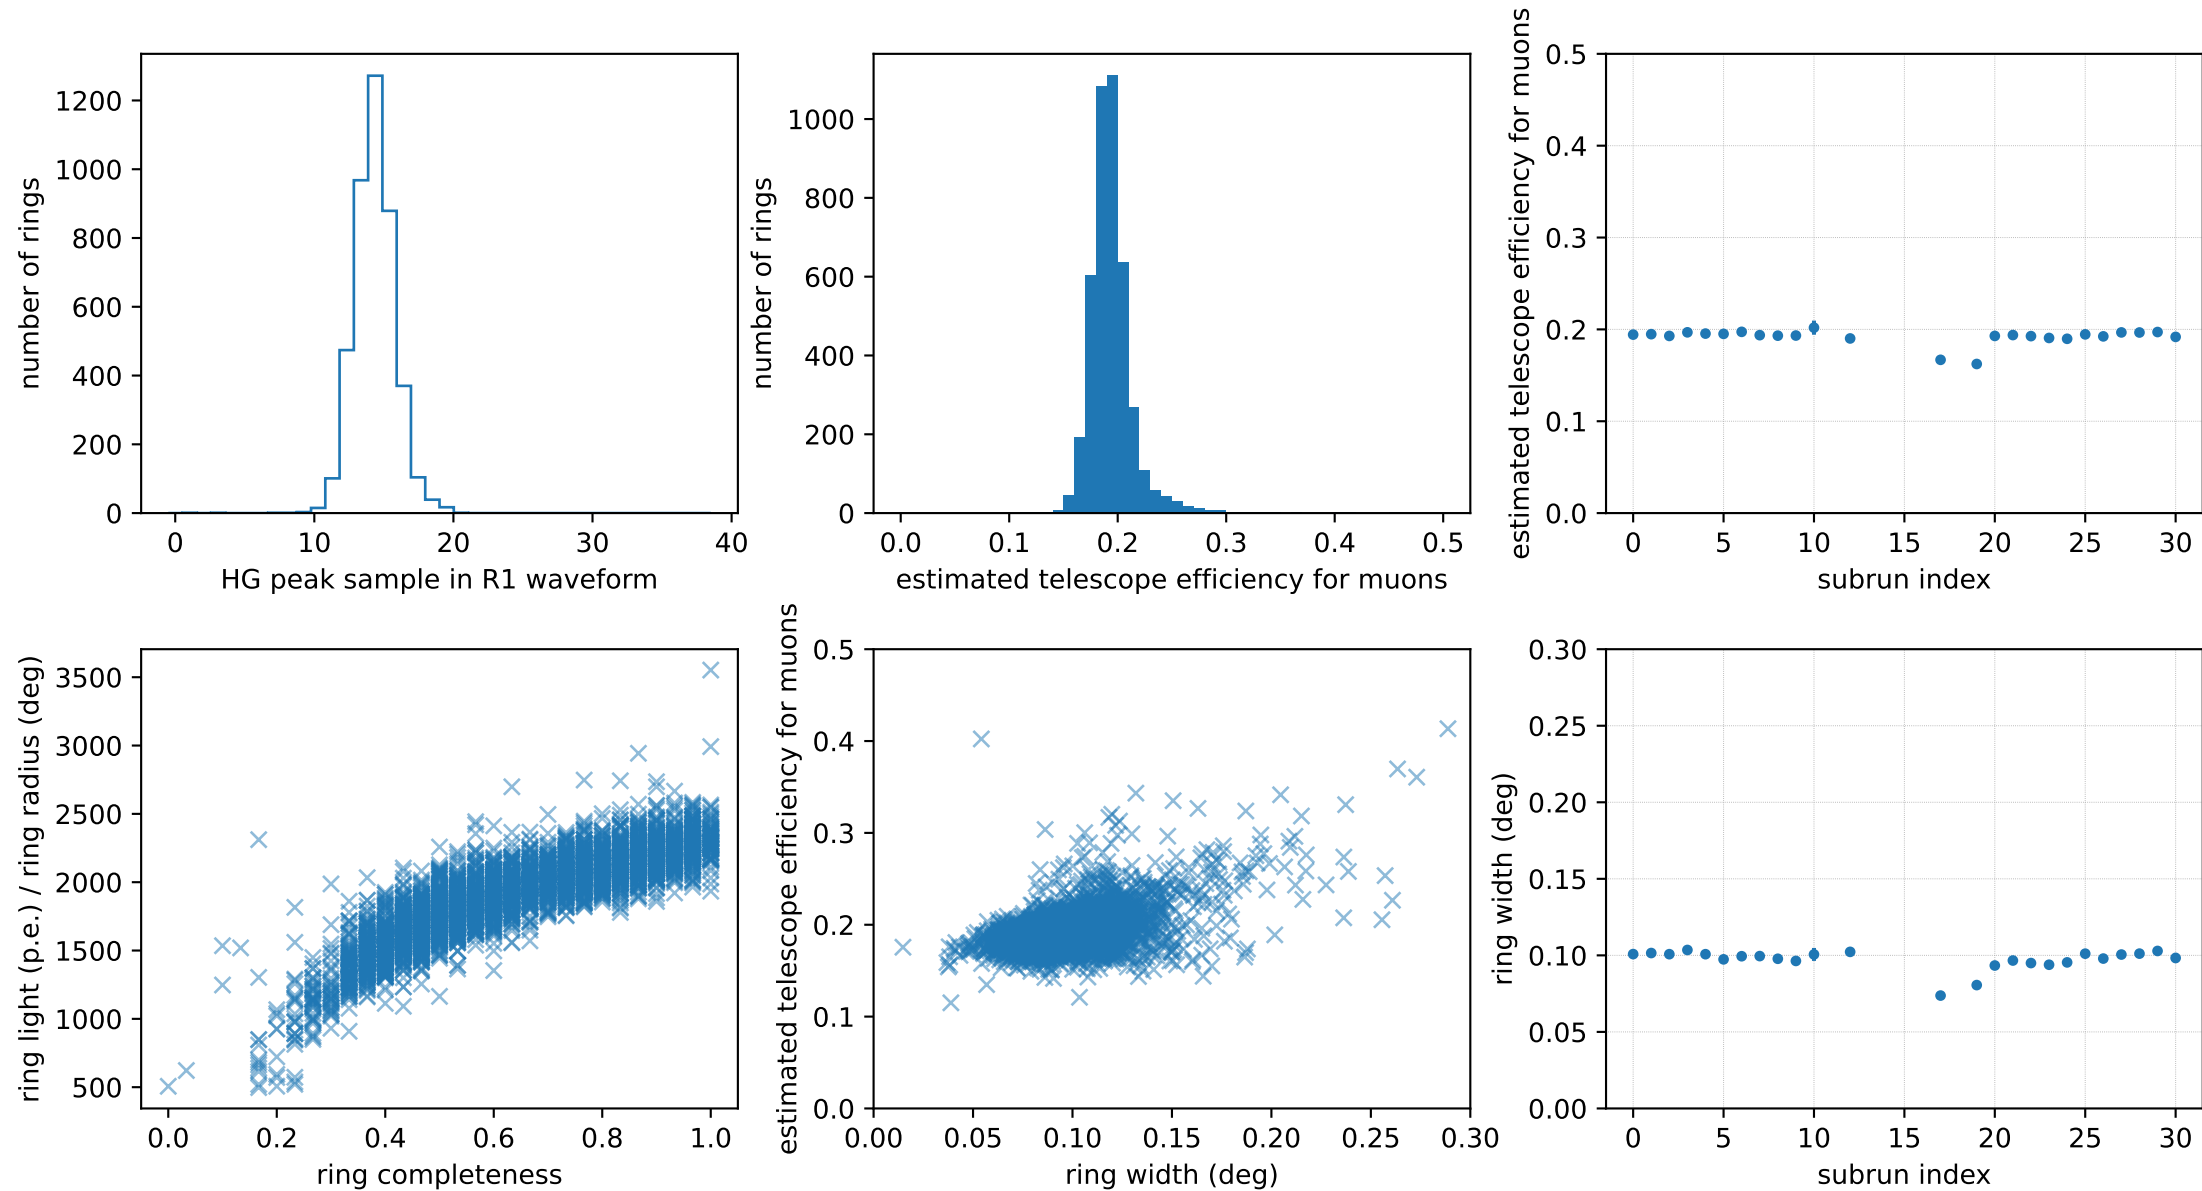 number of rings
1200
1000
800
600
400
200
0
0 10 20 30 40
HG peak sample in R1 waveform
number of rings
1000
800
600
400
200
0
0.0 0.1 0.2 0.3 0.4 0.5
estimated telescope efficiency for muons
estimated telescope efficiency for muons
0.5
0.4
0.3
0.2
0.1
0.0
0 5 10 15 20 25 30
subrun index
ring light (p.e.) / ring radius (deg)
3500
3000
2500
2000
1500
1000
500
0.0 0.2 0.4 0.6 0.8 1.0
ring completeness
estimated telescope efficiency for muons
0.5
0.4
0.3
0.2
0.1
0.0
0.00 0.05 0.10 0.15 0.20 0.25 0.30
ring width (deg)
ring width (deg)
0.30
0.25
0.20
0.15
0.10
0.05
0.00
0 5 10 15 20 25 30
subrun index